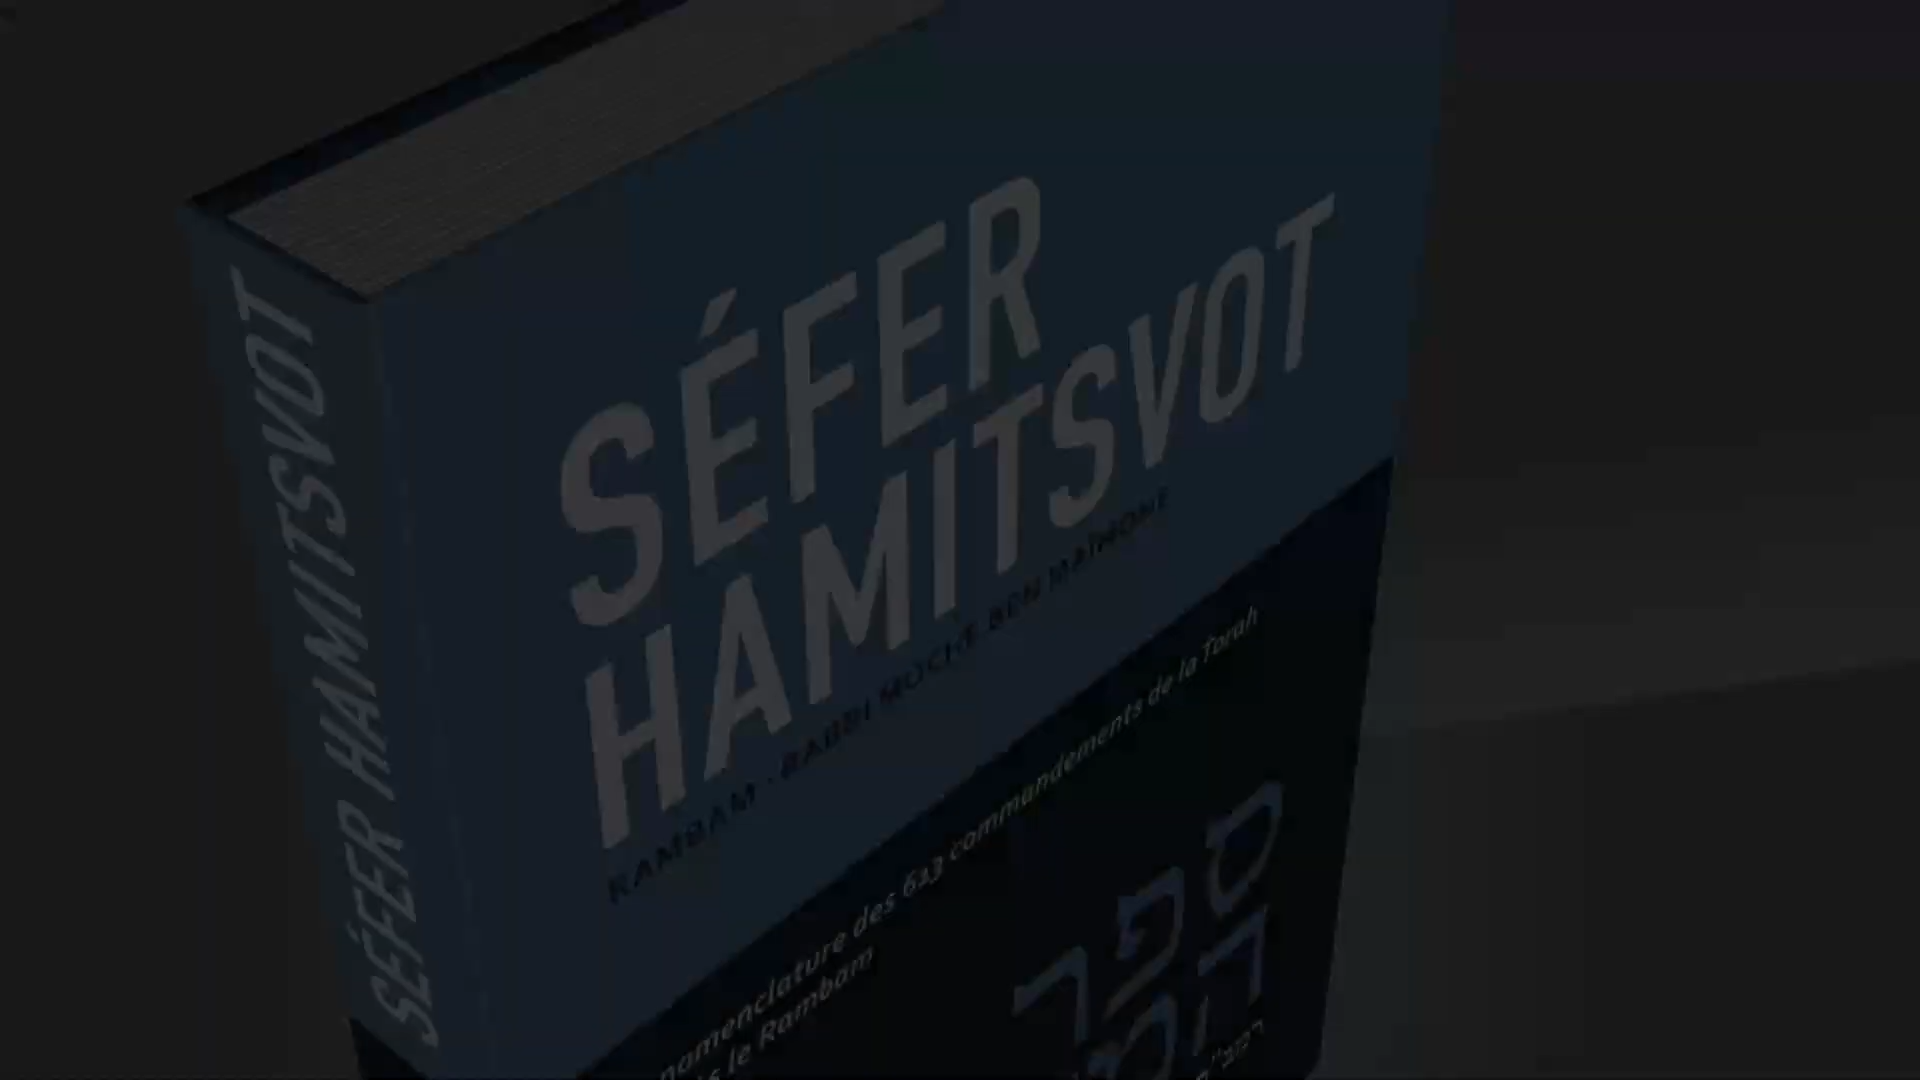 SÉFER
HAMITSVOT
RAMBAM · RABBI MOCHÉ BEN MAÏMONE
nomenclature des 613 commandements de la Torah
le Rambam
ספר
SÉFER HAMITSVOT